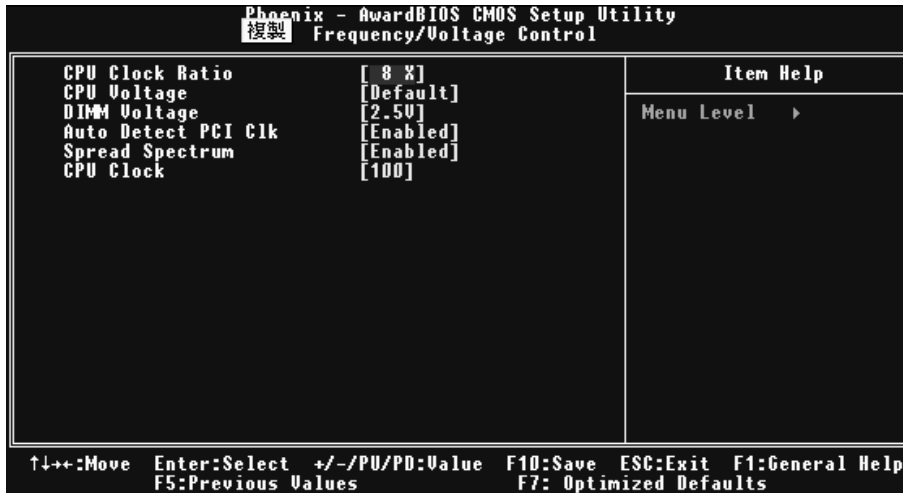 Phoenix - AwardBIOS CMOS Setup Utility
複製
Frequency/Voltage Control
CPU Clock Ratio [ 8 X]
CPU Voltage [Default]
DIMM Voltage [2.5V]
Auto Detect PCI Clk [Enabled]
Spread Spectrum [Enabled]
CPU Clock [100]
Item Help
Menu Level ▸
↑↓→←:Move Enter:Select +/-/PU/PD:Value F10:Save ESC:Exit F1:General Help
F5:Previous Values F7: Optimized Defaults